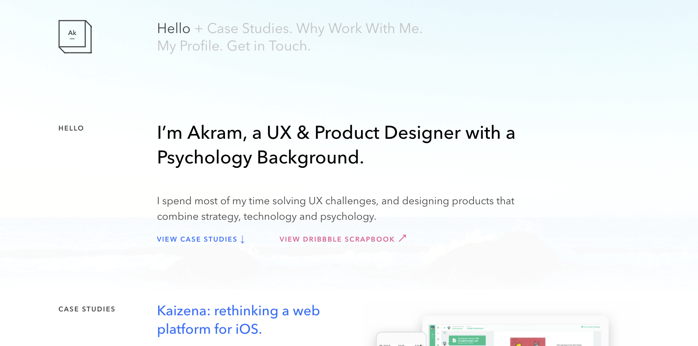 Ak
Hello + Case Studies. Why Work With Me.
My Profile. Get in Touch.
HELLO
I’m Akram, a UX & Product Designer with a
Psychology Background.
I spend most of my time solving UX challenges, and designing products that
combine strategy, technology and psychology.
VIEW CASE STUDIES ↓ VIEW DRIBBBLE SCRAPBOOK ↗
CASE STUDIES
Kaizena: rethinking a web
platform for iOS.